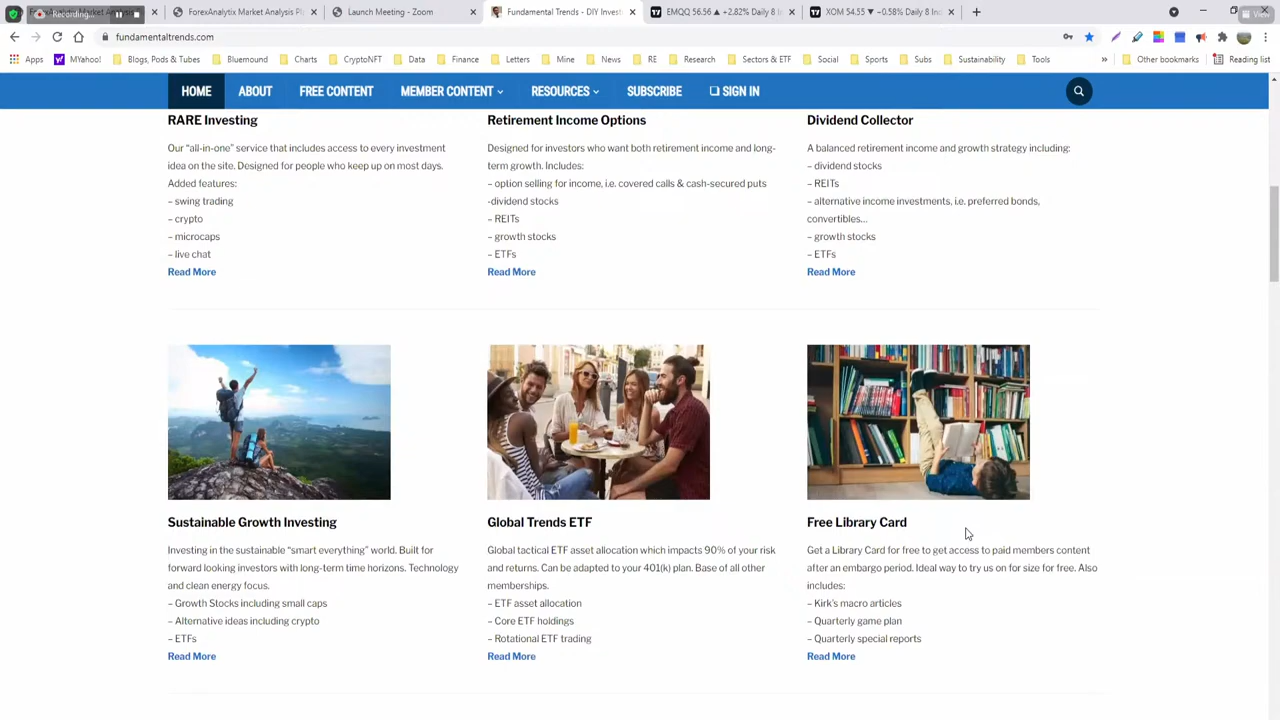 Recording...
ForexAnalytix Market Analysis P
ForexAnalytix Market Analysis Pl
Launch Meeting - Zoom
Fundamental Trends - DIY Invest
EMQQ 56.56 ▲ +2.82% Daily 8 In
XOM 54.55 ▼ +0.58% Daily 8 Ind
View
fundamentaltrends.com
Apps
MYahoo!
Blogs, Pods & Tubes
Bluemound
Charts
CryptoNFT
Data
Finance
Letters
Mine
News
RE
Research
Sectors & ETF
Social
Sports
Subs
Sustainability
Tools
Other bookmarks
Reading list
HOME
ABOUT
FREE CONTENT
MEMBER CONTENT
RESOURCES
SUBSCRIBE
SIGN IN
RARE Investing
Our “all-in-one” service that includes access to every investment
idea on the site. Designed for people who keep up on most days.
Added features:
– swing trading
– crypto
– microcaps
– live chat
Read More
Retirement Income Options
Designed for investors who want both retirement income and long-
term growth. Includes:
– option selling for income, i.e. covered calls & cash-secured puts
-dividend stocks
– REITs
– growth stocks
– ETFs
Read More
Dividend Collector
A balanced retirement income and growth strategy including:
– dividend stocks
– REITs
– alternative income investments, i.e. preferred bonds,
convertibles...
– growth stocks
– ETFs
Read More
Sustainable Growth Investing
Investing in the sustainable “smart everything” world. Built for
forward looking investors with long-term time horizons. Technology
and clean energy focus.
– Growth Stocks including small caps
– Alternative ideas including crypto
– ETFs
Read More
Global Trends ETF
Global tactical ETF asset allocation which impacts 90% of your risk
and returns. Can be adapted to your 401(k) plan. Base of all other
memberships.
– ETF asset allocation
– Core ETF holdings
– Rotational ETF trading
Read More
Free Library Card
Get a Library Card for free to get access to paid members content
after an embargo period. Ideal way to try us on for size for free. Also
includes:
– Kirk’s macro articles
– Quarterly game plan
– Quarterly special reports
Read More